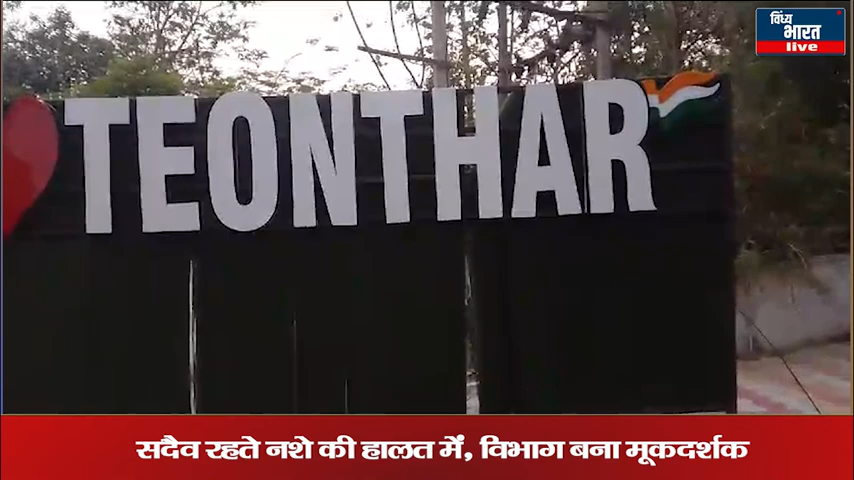 विंध्य
भारत
live
TEONTHAR
सदैव रहते नशे की हालत में, विभाग बना मूकदर्शक